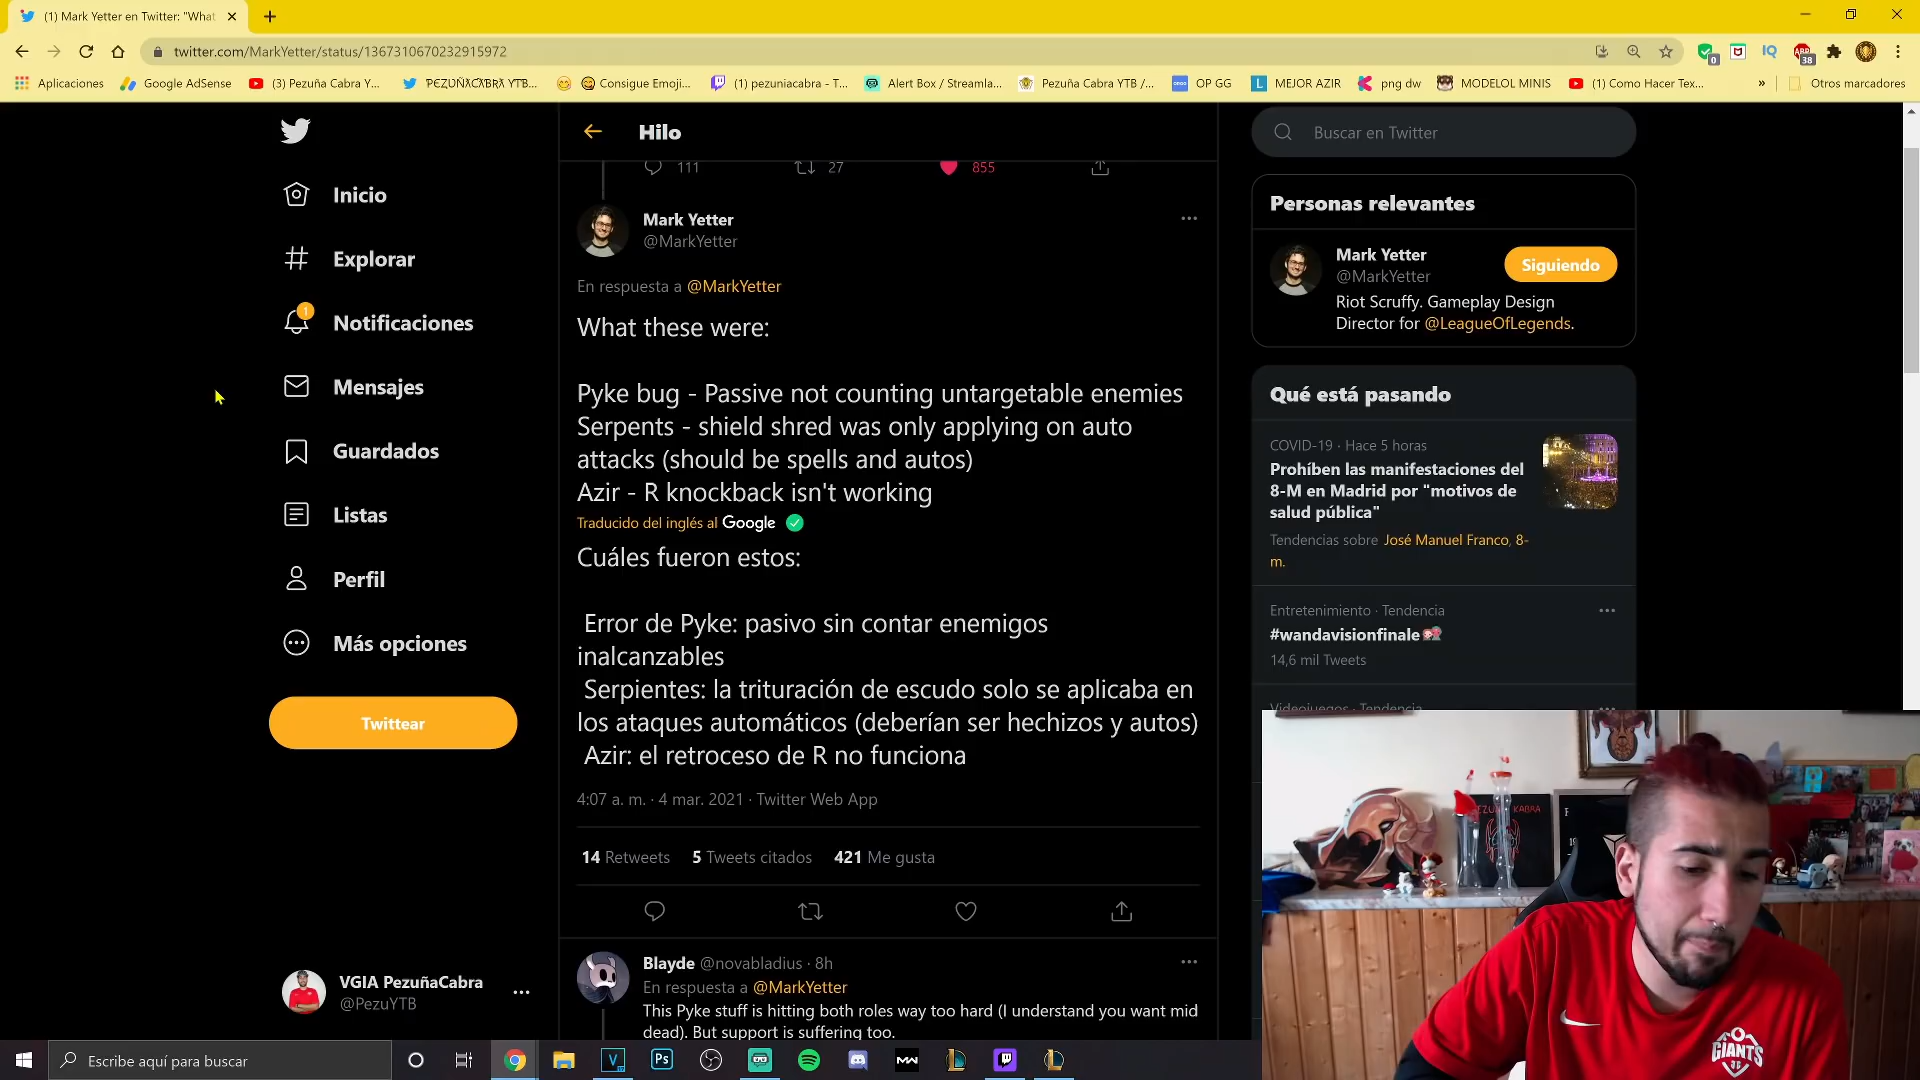 (1) Mark Yetter en Twitter: "What
twitter.com/MarkYetter/status/1367310670232915972
Aplicaciones
Google AdSense
(3) Pezuña Cabra Y...
Consigue Emoji...
(1) pezuniacabra - T...
Alert Box / Streamla...
Pezuña Cabra YTB /...
OP GG
MEJOR AZIR
png dw
MODELOL MINIS
(1) Como Hacer Tex...
»
Otros marcadores
Inicio
Explorar
1
Notificaciones
Mensajes
Guardados
Listas
Perfil
Más opciones
Twittear
VGIA PezuñaCabra
@PezuYTB
Hilo
111
27
855
Mark Yetter
@MarkYetter
En respuesta a @MarkYetter
What these were:
Pyke bug - Passive not counting untargetable enemies
Serpents - shield shred was only applying on auto
attacks (should be spells and autos)
Azir - R knockback isn't working
Traducido del inglés al Google
Cuáles fueron estos:
Error de Pyke: pasivo sin contar enemigos
inalcanzables
Serpientes: la trituración de escudo solo se aplicaba en
los ataques automáticos (deberían ser hechizos y autos)
Azir: el retroceso de R no funciona
4:07 a. m. · 4 mar. 2021 · Twitter Web App
14 Retweets 5 Tweets citados 421 Me gusta
Blayde @novabladius · 8h
En respuesta a @MarkYetter
This Pyke stuff is hitting both roles way too hard (I understand you want mid
dead). But support is suffering too.
Buscar en Twitter
Personas relevantes
Mark Yetter
@MarkYetter
Siguiendo
Riot Scruffy. Gameplay Design
Director for @LeagueOfLegends.
Qué está pasando
COVID-19 · Hace 5 horas
Prohíben las manifestaciones del
8-M en Madrid por "motivos de
salud pública"
Tendencias sobre José Manuel Franco, 8-
m.
Entretenimiento · Tendencia
#wandavisionfinale
14,6 mil Tweets
Videojuegos · Tendencia
GIANTS
Escribe aquí para buscar